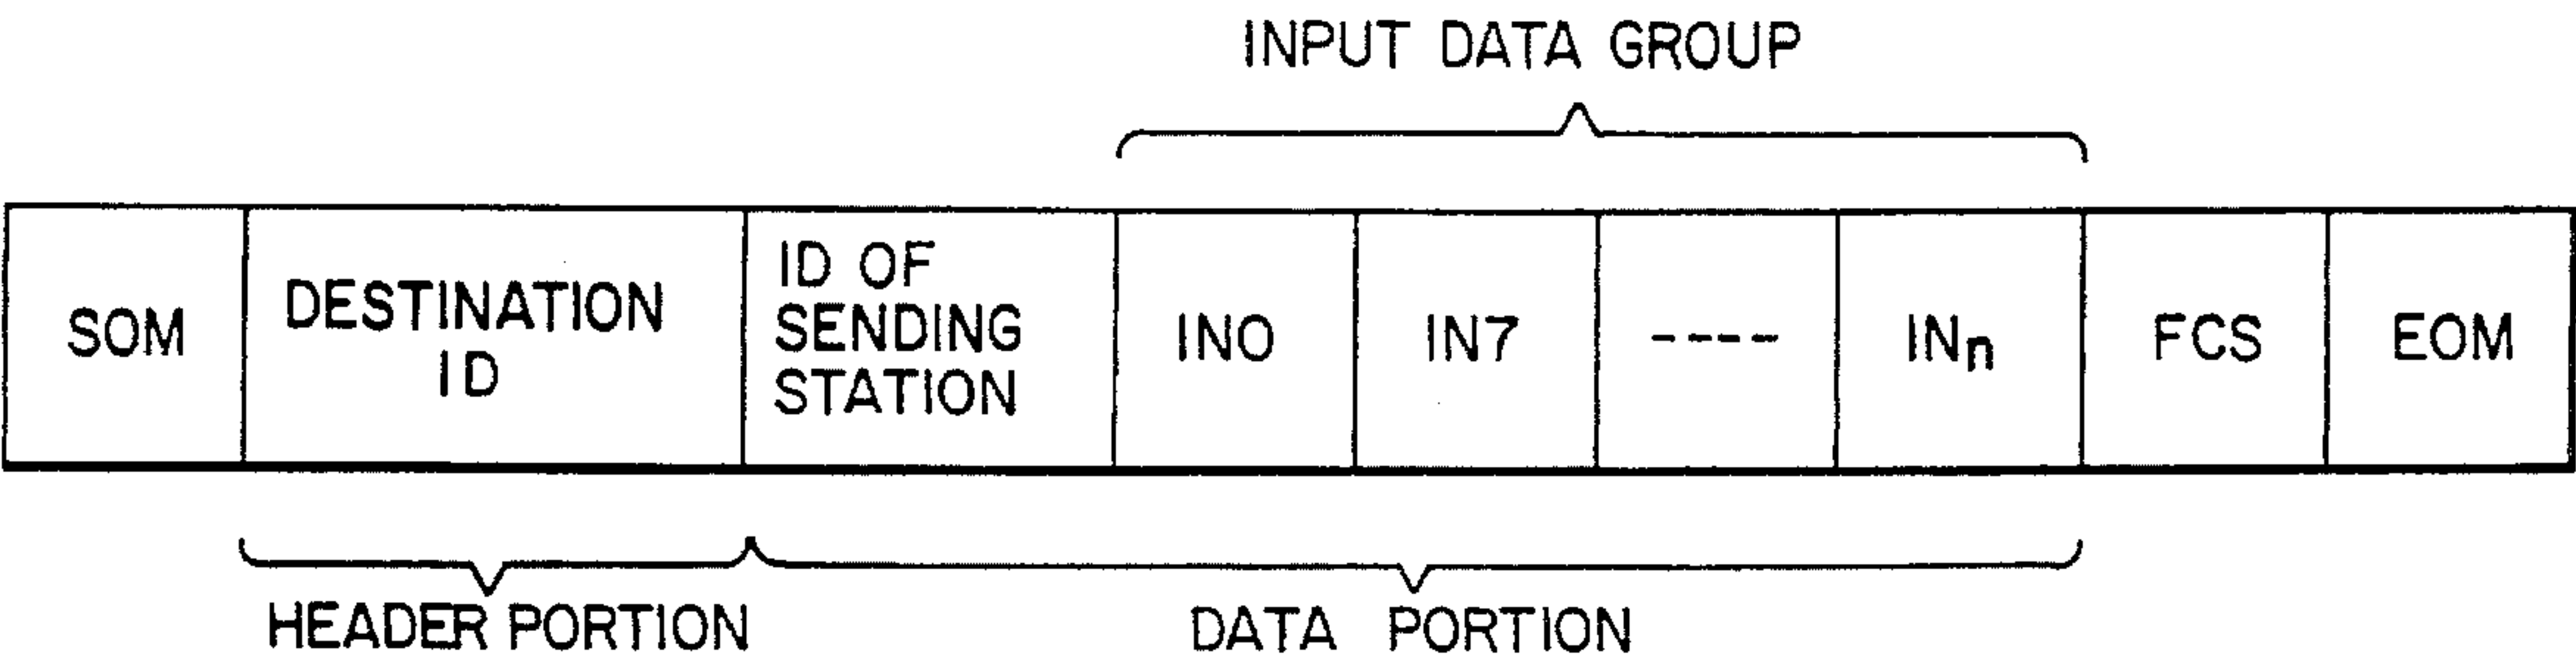 INPUT DATA GROUP
SOM
DESTINATION
ID
ID OF
SENDING
STATION
IN0
IN7
----
INn
FCS
EOM
HEADER PORTION
DATA PORTION